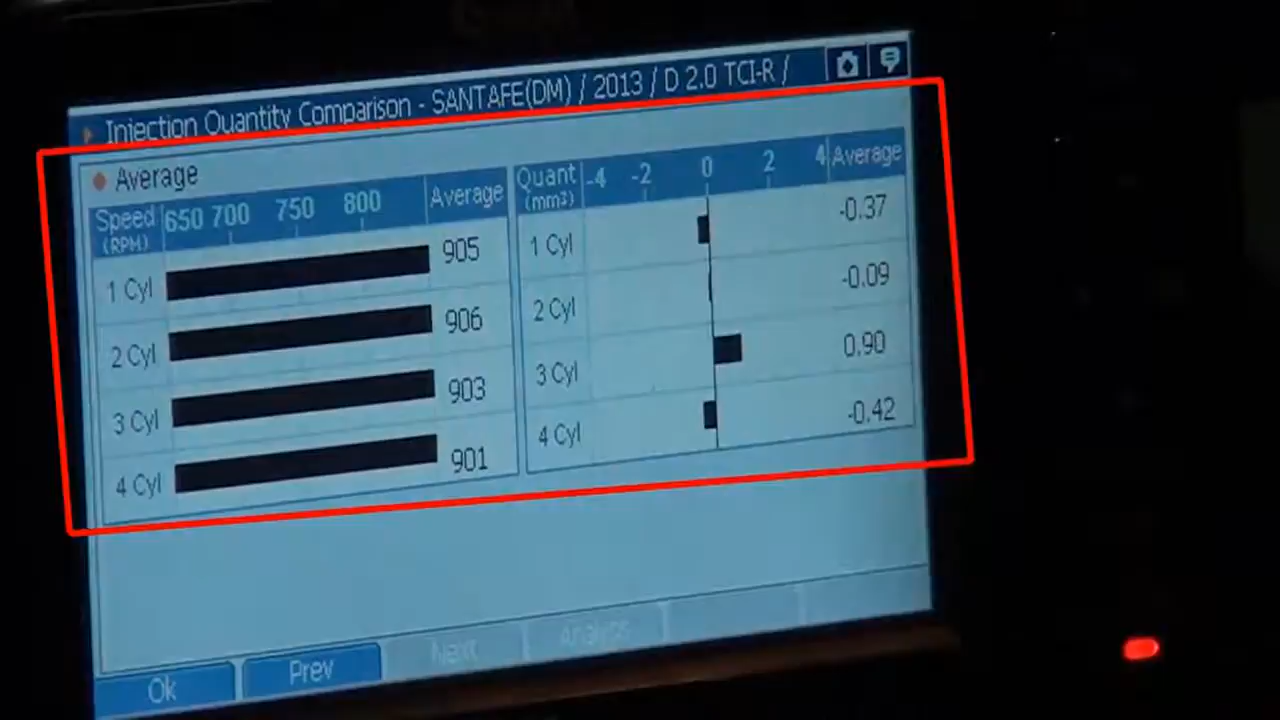 Injection Quantity Comparison - SANTAFE(DM) / 2013 / D 2.0 TCI-R /
Average
Speed (RPM) 650 700 750 800 Average
1 Cyl 905
2 Cyl 906
3 Cyl 903
4 Cyl 901
Quant (mm3) -4 -2 0 2 4 Average
1 Cyl -0.37
2 Cyl -0.09
3 Cyl 0.90
4 Cyl -0.42
Ok Prev Next Analysis